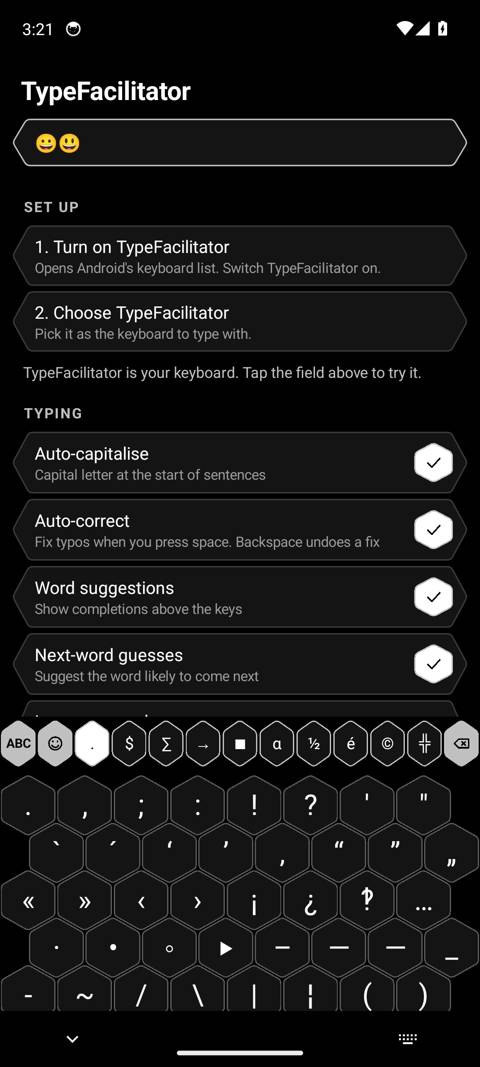 3:21
TypeFacilitator
😀😃
SET UP
1. Turn on TypeFacilitator
Opens Android's keyboard list. Switch TypeFacilitator on.
2. Choose TypeFacilitator
Pick it as the keyboard to type with.
TypeFacilitator is your keyboard. Tap the field above to try it.
TYPING
Auto-capitalise
Capital letter at the start of sentences
Auto-correct
Fix typos when you press space. Backspace undoes a fix
Word suggestions
Show completions above the keys
Next-word guesses
Suggest the word likely to come next
ABC ☺ . $ ∑ → ■ α ½ é © ╬ ⌫
. , ; : ! ? ' "
` ´ ‘ ’ ‚ “ ” „
« » ‹ › ¡ ¿ ‽ …
· • ◦ ‣ – — ― _
- ~ / \ | ¦ ( )